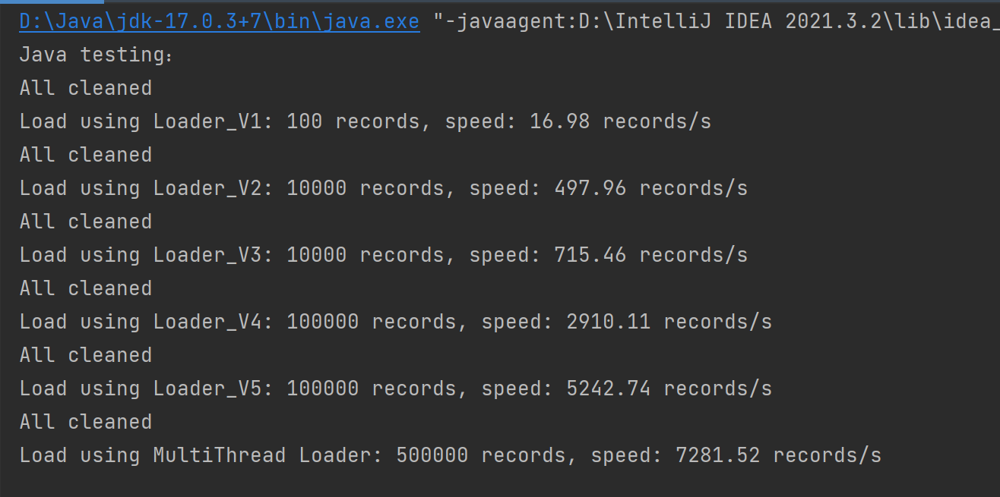 D:\Java\jdk-17.0.3+7\bin\java.exe "-javaagent:D:\IntelliJ IDEA 2021.3.2\lib\idea_
Java testing：
All cleaned
Load using Loader_V1: 100 records, speed: 16.98 records/s
All cleaned
Load using Loader_V2: 10000 records, speed: 497.96 records/s
All cleaned
Load using Loader_V3: 10000 records, speed: 715.46 records/s
All cleaned
Load using Loader_V4: 100000 records, speed: 2910.11 records/s
All cleaned
Load using Loader_V5: 100000 records, speed: 5242.74 records/s
All cleaned
Load using MultiThread Loader: 500000 records, speed: 7281.52 records/s